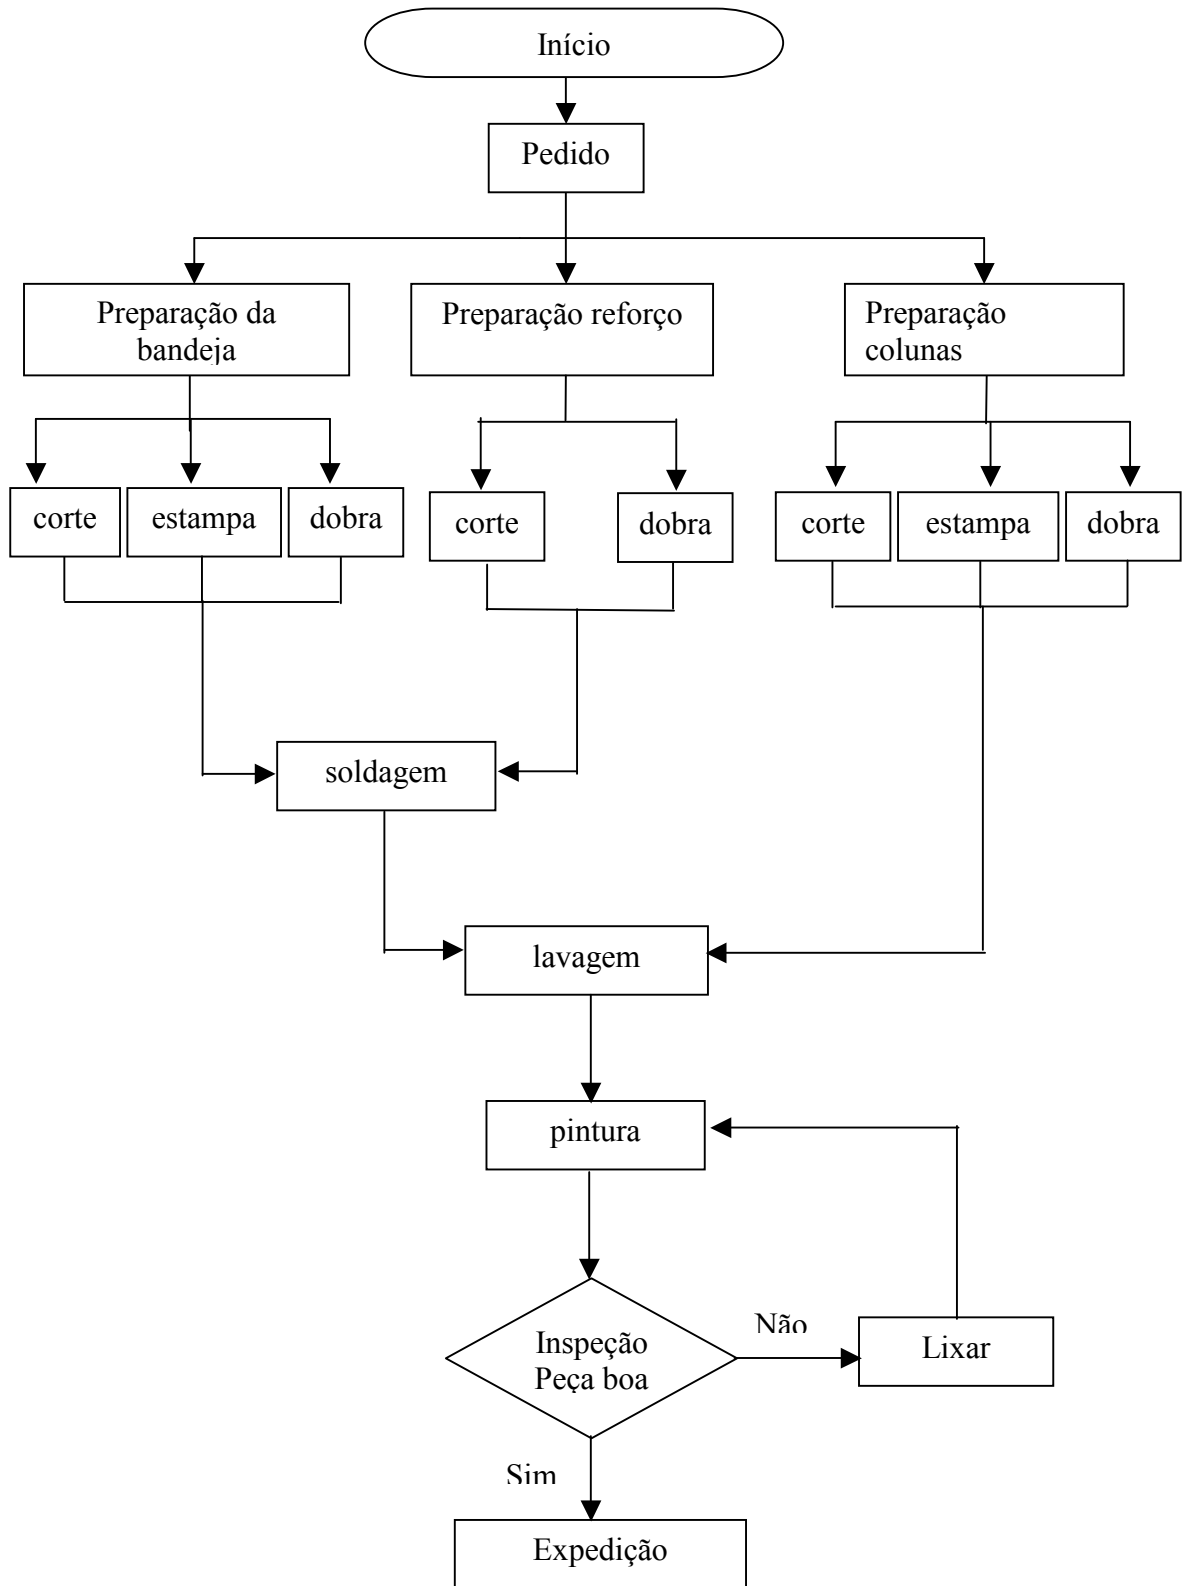 Início
Pedido
Preparação da
bandeja
Preparação reforço
Preparação
colunas
corte
estampa
dobra
corte
dobra
corte
estampa
dobra
soldagem
lavagem
pintura
Inspeção
Peça boa
Não
Lixar
Sim
Expedição